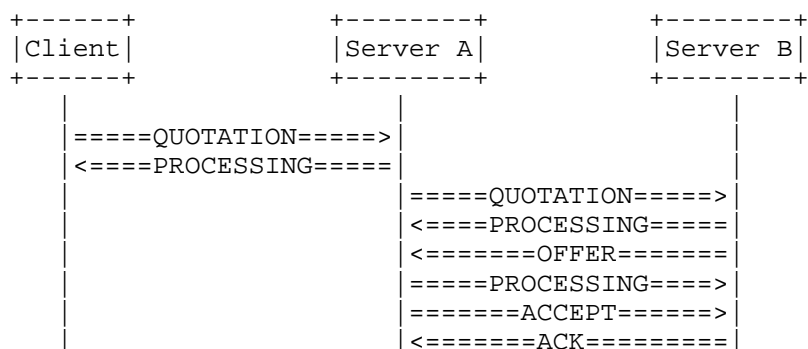 +------+ +--------+ +--------+
|Client| |Server A| |Server B|
+------+ +--------+ +--------+
| | |
|=====QUOTATION=====>| |
|<====PROCESSING=====| |
| |=====QUOTATION=====>|
| |<====PROCESSING=====|
| |<=======OFFER=======|
| |=====PROCESSING====>|
| |=======ACCEPT======>|
| |<=======ACK=========|